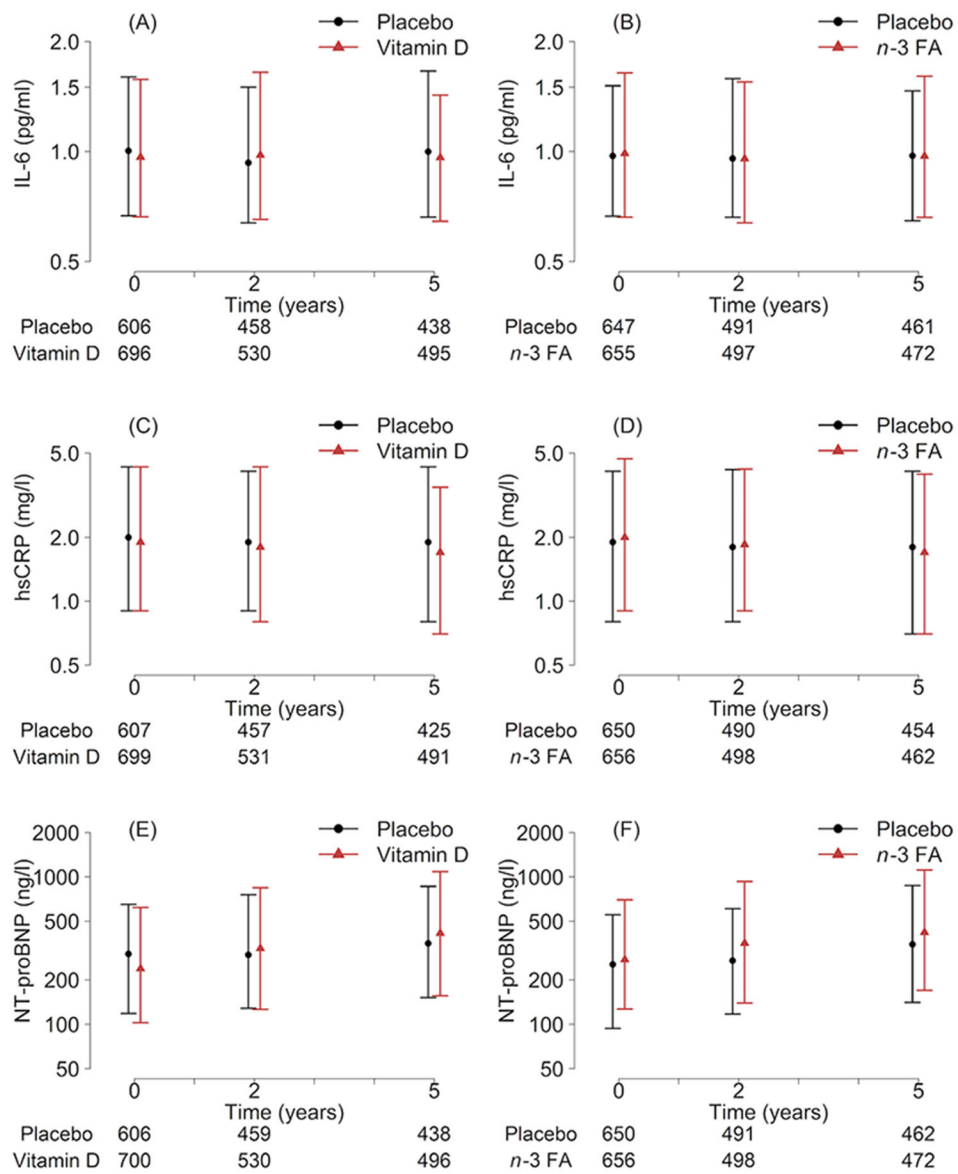 (A)
Placebo
Vitamin D
IL-6 (pg/ml)
2.0
1.5
1.0
0.5
0 2 5
Time (years)
Placebo 606 458 438
Vitamin D 696 530 495
(B)
Placebo
n-3 FA
IL-6 (pg/ml)
2.0
1.5
1.0
0.5
0 2 5
Time (years)
Placebo 647 491 461
n-3 FA 655 497 472
(C)
Placebo
Vitamin D
hsCRP (mg/l)
5.0
2.0
1.0
0.5
0 2 5
Time (years)
Placebo 607 457 425
Vitamin D 699 531 491
(D)
Placebo
n-3 FA
hsCRP (mg/l)
5.0
2.0
1.0
0.5
0 2 5
Time (years)
Placebo 650 490 454
n-3 FA 656 498 462
(E)
Placebo
Vitamin D
NT-proBNP (ng/l)
2000
1000
500
200
100
50
0 2 5
Time (years)
Placebo 606 459 438
Vitamin D 700 530 496
(F)
Placebo
n-3 FA
NT-proBNP (ng/l)
2000
1000
500
200
100
50
0 2 5
Time (years)
Placebo 650 491 462
n-3 FA 656 498 472